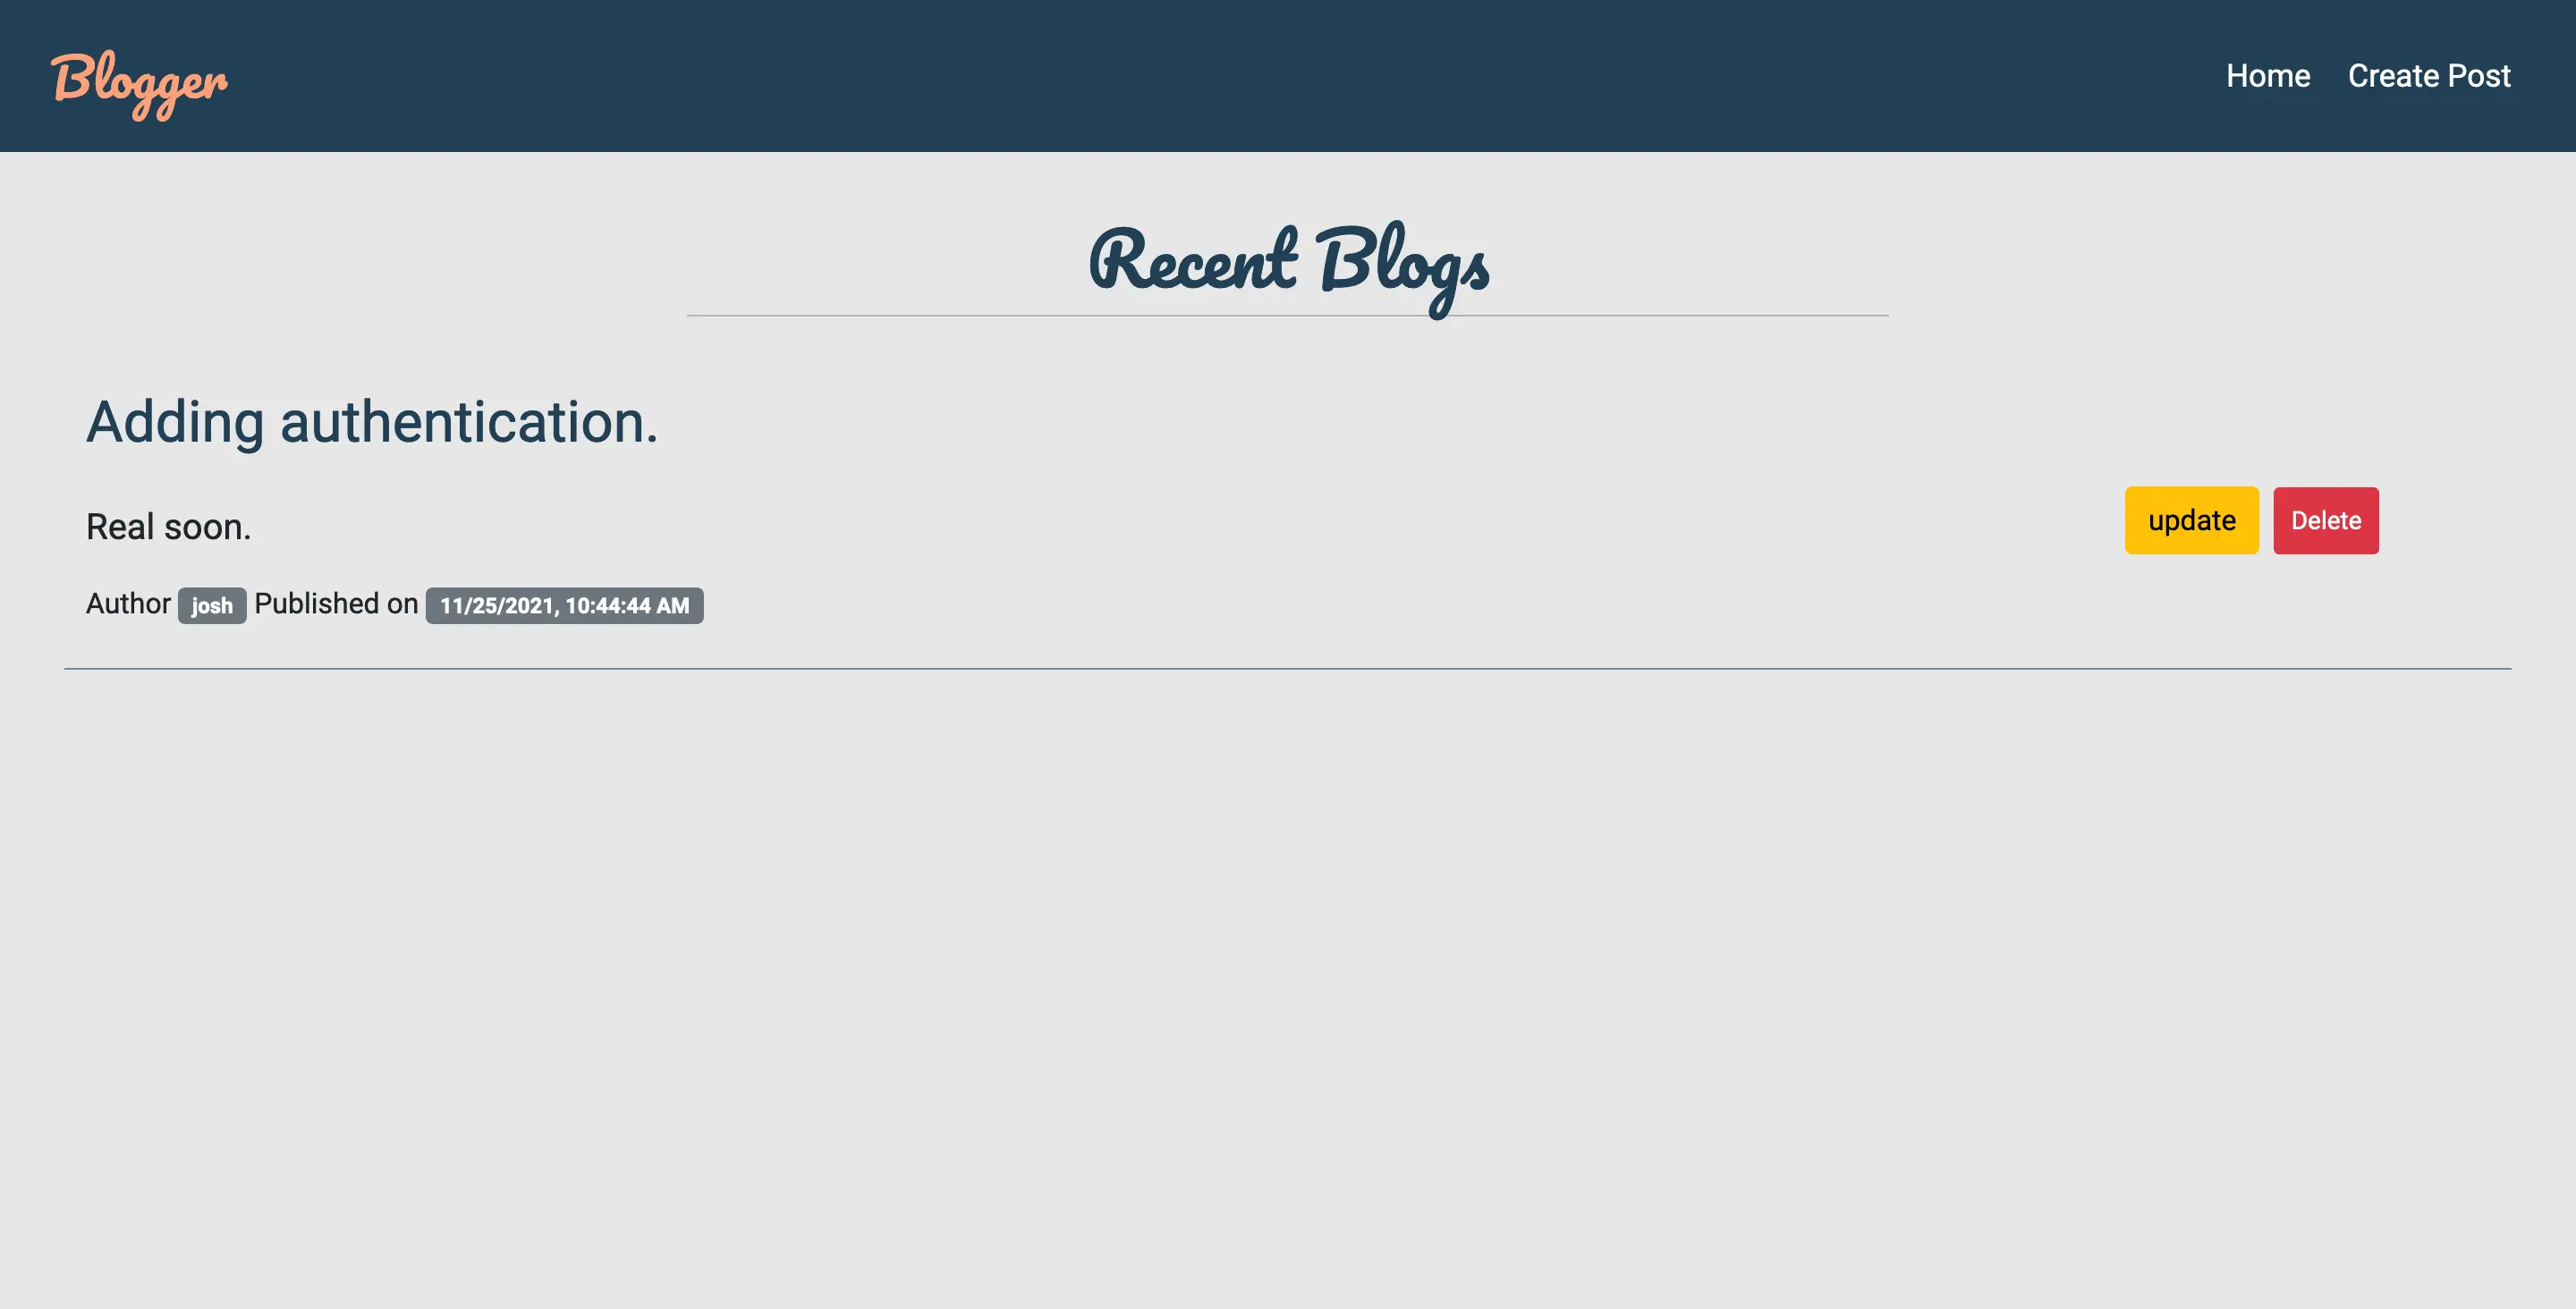 Blogger
Home Create Post
Recent Blogs
Adding authentication.
Real soon.
update Delete
Author josh Published on 11/25/2021, 10:44:44 AM